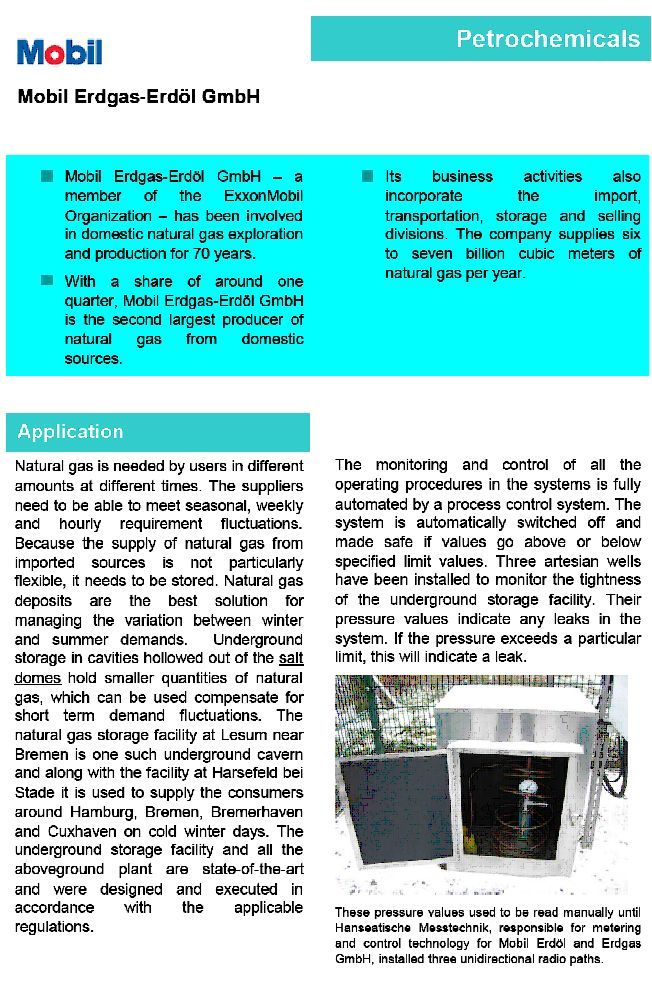 Petrochemicals
Mobil
Mobil Erdgas-Erdöl GmbH
Mobil Erdgas-Erdöl GmbH – a
member of the ExxonMobil
Organization – has been involved
in domestic natural gas exploration
and production for 70 years.
With a share of around one
quarter, Mobil Erdgas-Erdöl GmbH
is the second largest producer of
natural gas from domestic
sources.
Its business activities also
incorporate the import,
transportation, storage and selling
divisions. The company supplies six
to seven billion cubic meters of
natural gas per year.
Application
Natural gas is needed by users in different
amounts at different times. The suppliers
need to be able to meet seasonal, weekly
and hourly requirement fluctuations.
Because the supply of natural gas from
imported sources is not particularly
flexible, it needs to be stored. Natural gas
deposits are the best solution for
managing the variation between winter
and summer demands. Underground
storage in cavities hollowed out of the salt
domes hold smaller quantities of natural
gas, which can be used compensate for
short term demand fluctuations. The
natural gas storage facility at Lesum near
Bremen is one such underground cavern
and along with the facility at Harsefeld bei
Stade it is used to supply the consumers
around Hamburg, Bremen, Bremerhaven
and Cuxhaven on cold winter days. The
underground storage facility and all the
aboveground plant are state-of-the-art
and were designed and executed in
accordance with the applicable
regulations.
The monitoring and control of all the
operating procedures in the systems is fully
automated by a process control system. The
system is automatically switched off and
made safe if values go above or below
specified limit values. Three artesian wells
have been installed to monitor the tightness
of the underground storage facility. Their
pressure values indicate any leaks in the
system. If the pressure exceeds a particular
limit, this will indicate a leak.
These pressure values used to be read manually until
Hanseatische Messtechnik, responsible for metering
and control technology for Mobil Erdöl and Erdgas
GmbH, installed three unidirectional radio paths.